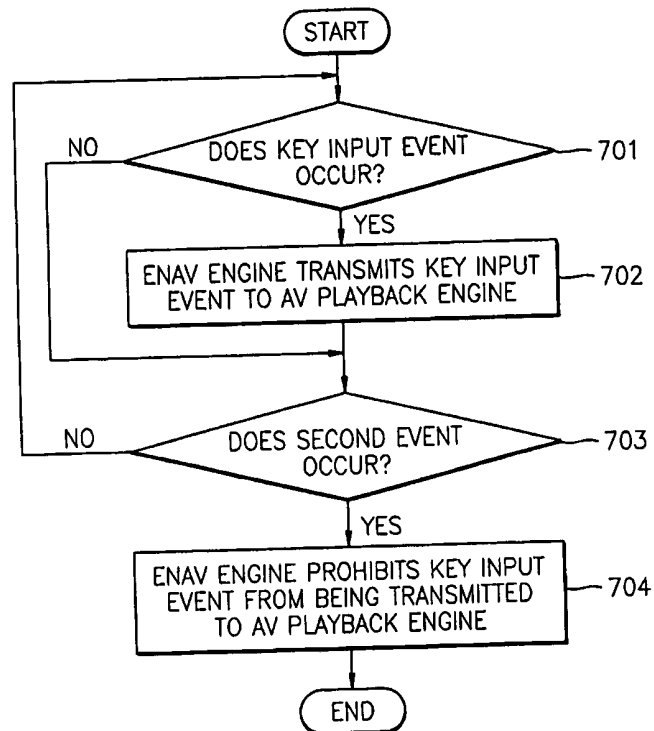 START
DOES KEY INPUT EVENT
OCCUR?
701
NO
YES
ENAV ENGINE TRANSMITS KEY INPUT
EVENT TO AV PLAYBACK ENGINE
702
DOES SECOND EVENT
OCCUR?
703
NO
YES
ENAV ENGINE PROHIBITS KEY INPUT
EVENT FROM BEING TRANSMITTED
TO AV PLAYBACK ENGINE
704
END